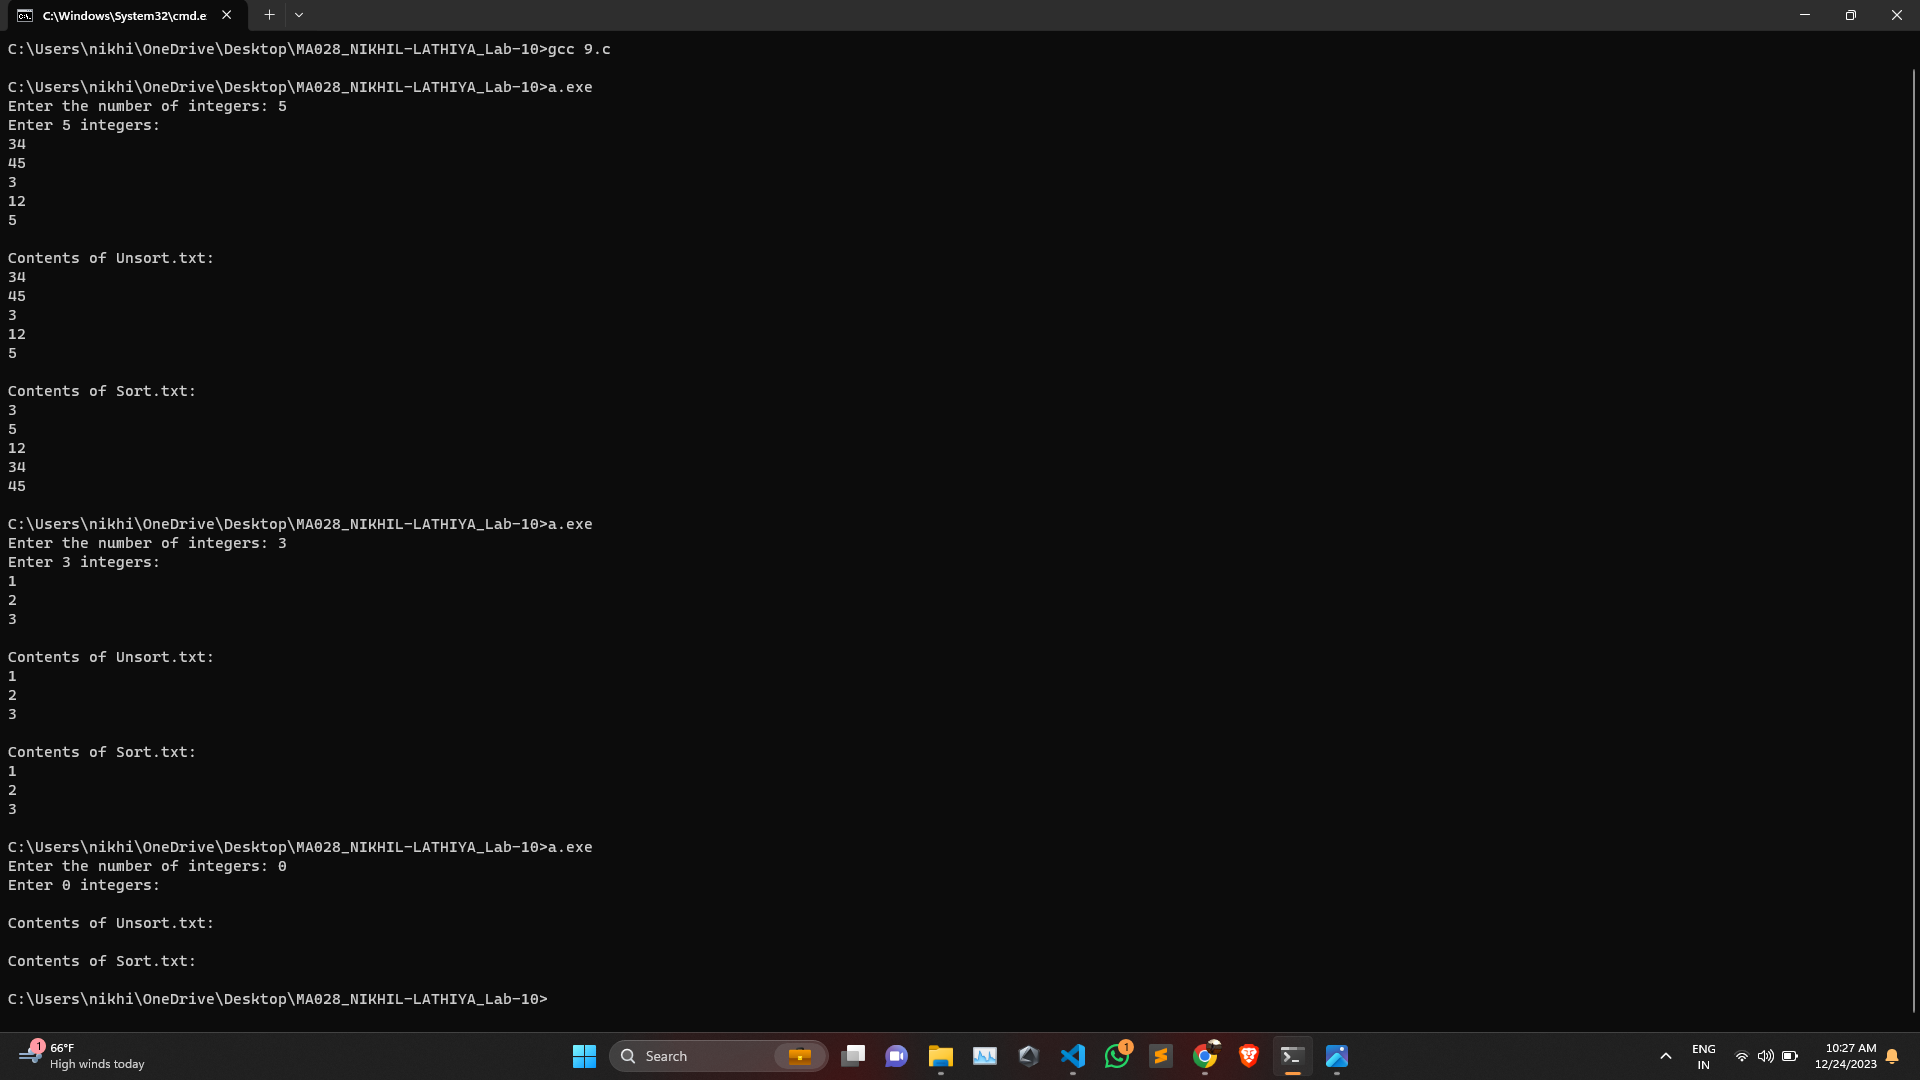 C:\Windows\System32\cmd.e
C:\Users\nikhi\OneDrive\Desktop\MA028_NIKHIL-LATHIYA_Lab-10>gcc 9.c
C:\Users\nikhi\OneDrive\Desktop\MA028_NIKHIL-LATHIYA_Lab-10>a.exe
Enter the number of integers: 5
Enter 5 integers:
34
45
3
12
5
Contents of Unsort.txt:
34
45
3
12
5
Contents of Sort.txt:
3
5
12
34
45
C:\Users\nikhi\OneDrive\Desktop\MA028_NIKHIL-LATHIYA_Lab-10>a.exe
Enter the number of integers: 3
Enter 3 integers:
1
2
3
Contents of Unsort.txt:
1
2
3
Contents of Sort.txt:
1
2
3
C:\Users\nikhi\OneDrive\Desktop\MA028_NIKHIL-LATHIYA_Lab-10>a.exe
Enter the number of integers: 0
Enter 0 integers:
Contents of Unsort.txt:
Contents of Sort.txt:
C:\Users\nikhi\OneDrive\Desktop\MA028_NIKHIL-LATHIYA_Lab-10>
1
66°F
High winds today
Search
1
ENG
IN
10:27 AM
12/24/2023